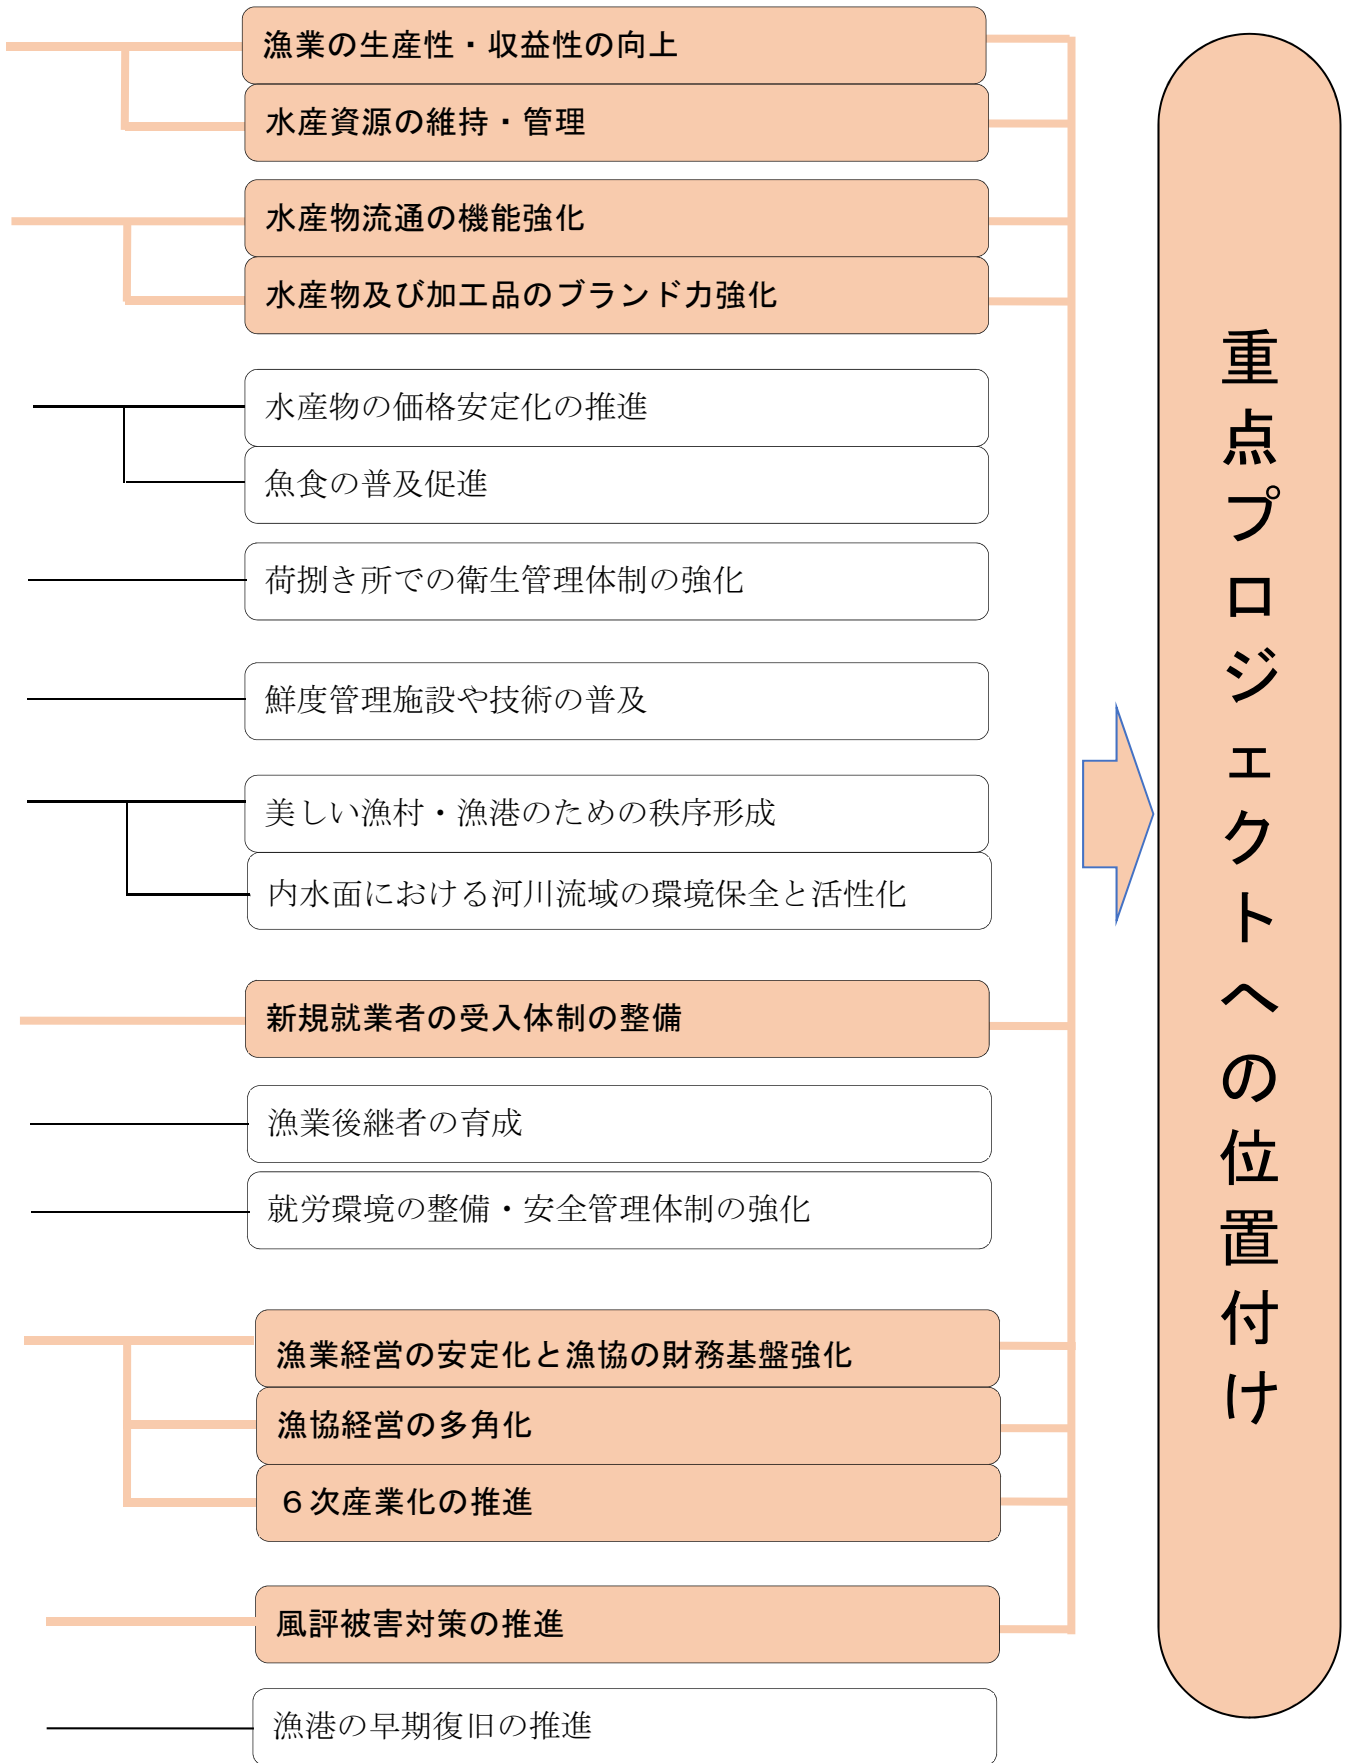 漁業の生産性・収益性の向上
水産資源の維持・管理
水産物流通の機能強化
水産物及び加工品のブランド力強化
水産物の価格安定化の推進
魚食の普及促進
荷捌き所での衛生管理体制の強化
鮮度管理施設や技術の普及
美しい漁村・漁港のための秩序形成
内水面における河川流域の環境保全と活性化
新規就業者の受入体制の整備
漁業後継者の育成
就労環境の整備・安全管理体制の強化
漁業経営の安定化と漁協の財務基盤強化
漁協経営の多角化
６次産業化の推進
風評被害対策の推進
漁港の早期復旧の推進
重点プロジェクトへの位置付け